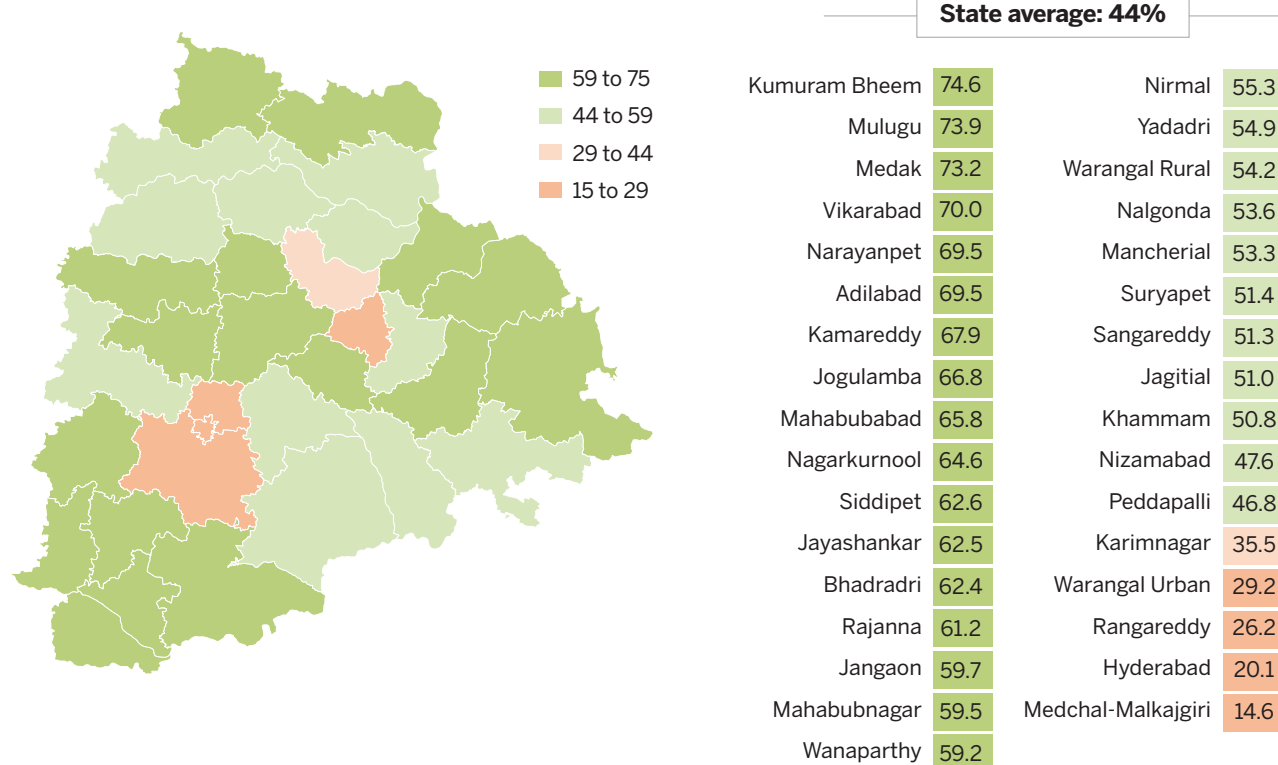 State average: 44%
59 to 75
44 to 59
29 to 44
15 to 29
Kumuram Bheem 74.6
Mulugu 73.9
Medak 73.2
Vikarabad 70.0
Narayanpet 69.5
Adilabad 69.5
Kamareddy 67.9
Jogulamba 66.8
Mahabubabad 65.8
Nagarkurnool 64.6
Siddipet 62.6
Jayashankar 62.5
Bhadradri 62.4
Rajanna 61.2
Jangaon 59.7
Mahabubnagar 59.5
Wanaparthy 59.2
Nirmal 55.3
Yadadri 54.9
Warangal Rural 54.2
Nalgonda 53.6
Mancherial 53.3
Suryapet 51.4
Sangareddy 51.3
Jagitial 51.0
Khammam 50.8
Nizamabad 47.6
Peddapalli 46.8
Karimnagar 35.5
Warangal Urban 29.2
Rangareddy 26.2
Hyderabad 20.1
Medchal-Malkajgiri 14.6